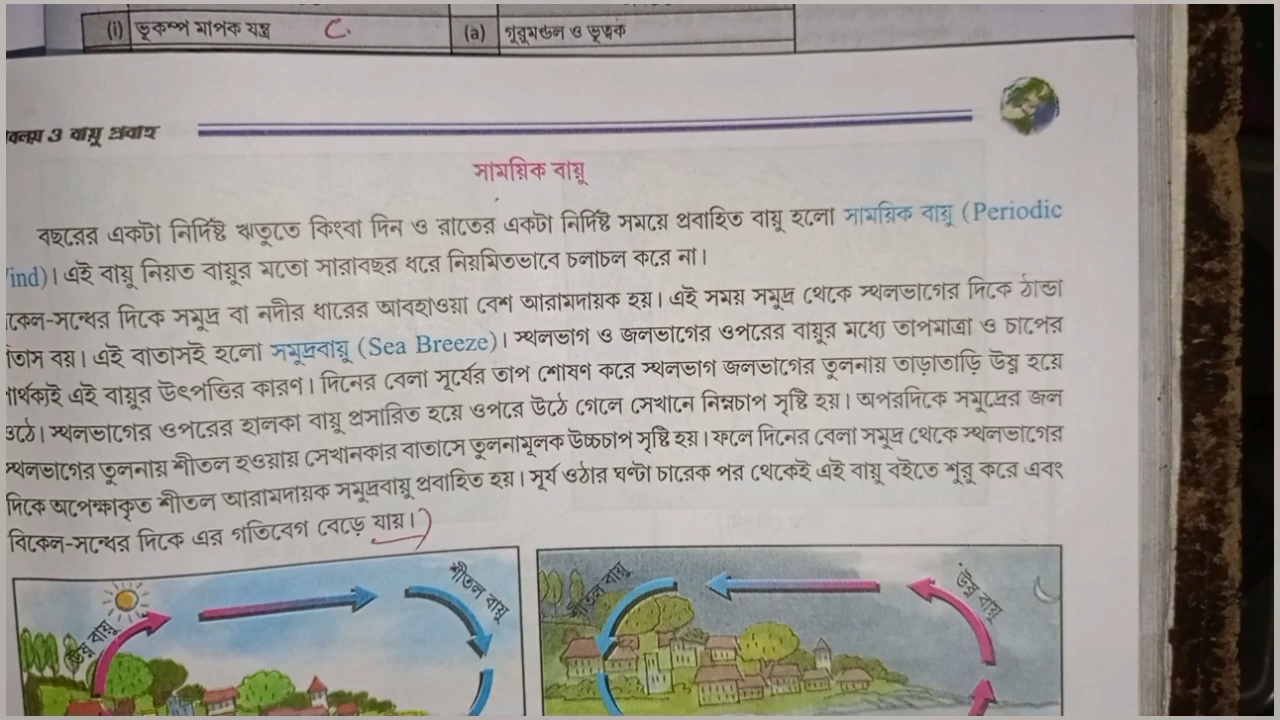 (i) ভূকম্প মাপক যন্ত্র C. (a) গুরুমণ্ডল ও ভূত্বক
বলয় ও বায়ু প্রবাহ
সাময়িক বায়ু
বছরের একটা নির্দিষ্ট ঋতুতে কিংবা দিন ও রাতের একটা নির্দিষ্ট সময়ে প্রবাহিত বায়ু হলো সাময়িক বায়ু (Periodic
ind)। এই বায়ু নিয়ত বায়ুর মতো সারাবছর ধরে নিয়মিতভাবে চলাচল করে না।
কেল-সন্ধের দিকে সমুদ্র বা নদীর ধারের আবহাওয়া বেশ আরামদায়ক হয়। এই সময় সমুদ্র থেকে স্থলভাগের দিকে ঠান্ডা
তাস বয়। এই বাতাসই হলো সমুদ্রবায়ু (Sea Breeze)। স্থলভাগ ও জলভাগের ওপরের বায়ুর মধ্যে তাপমাত্রা ও চাপের
ার্থক্যই এই বায়ুর উৎপত্তির কারণ। দিনের বেলা সূর্যের তাপ শোষণ করে স্থলভাগ জলভাগের তুলনায় তাড়াতাড়ি উষ্ণ হয়ে
ওঠে। স্থলভাগের ওপরের হালকা বায়ু প্রসারিত হয়ে ওপরে উঠে গেলে সেখানে নিম্নচাপ সৃষ্টি হয়। অপরদিকে সমুদ্রের জল
স্থলভাগের তুলনায় শীতল হওয়ায় সেখানকার বাতাসে তুলনামূলক উচ্চচাপ সৃষ্টি হয়। ফলে দিনের বেলা সমুদ্র থেকে স্থলভাগের
দিকে অপেক্ষাকৃত শীতল আরামদায়ক সমুদ্রবায়ু প্রবাহিত হয়। সূর্য ওঠার ঘণ্টা চারেক পর থেকেই এই বায়ু বইতে শুরু করে এবং
বিকেল-সন্ধের দিকে এর গতিবেগ বেড়ে যায়।
উষ্ণ বায়ু
শীতল বায়ু
শীতল বায়ু
উষ্ণ বায়ু